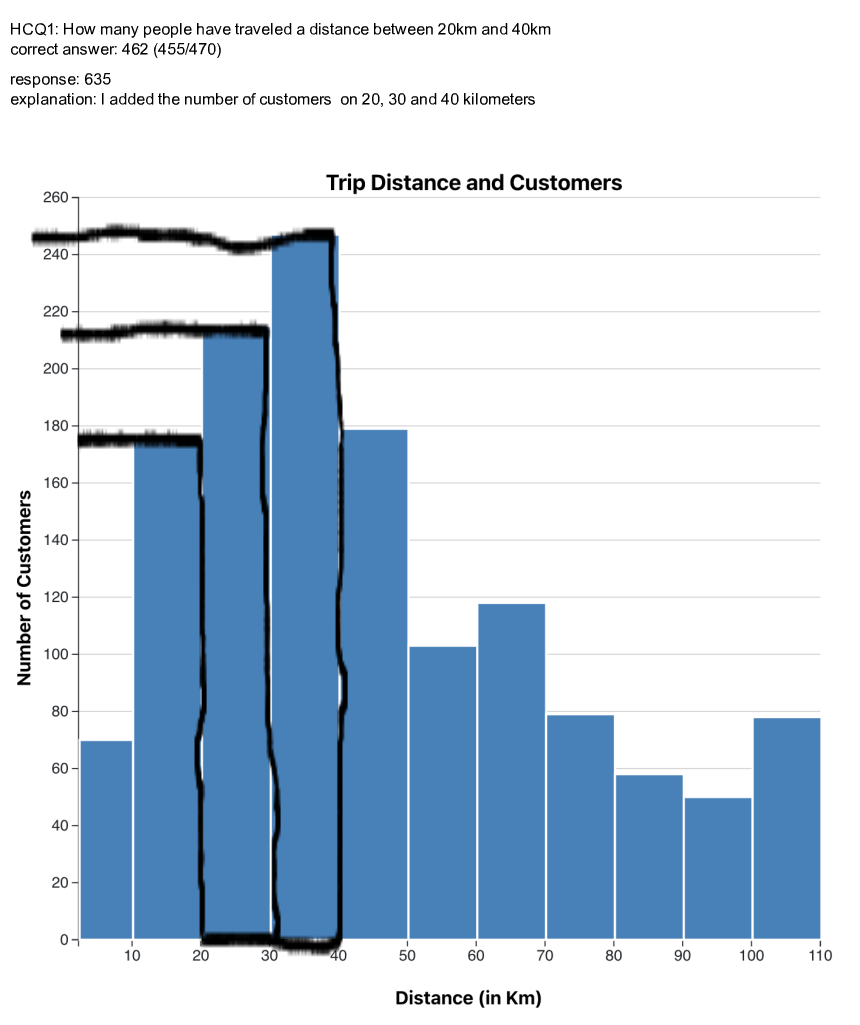 HCQ1: How many people have traveled a distance between 20km and 40km
correct answer: 462 (455/470)
response: 635
explanation: I added the number of customers  on 20, 30 and 40 kilometers
Trip Distance and Customers
260
240
220
200
180
160
140
120
100
80
60
40
20
0
Number of Customers
10 20 30 40 50 60 70 80 90 100 110
Distance (in Km)